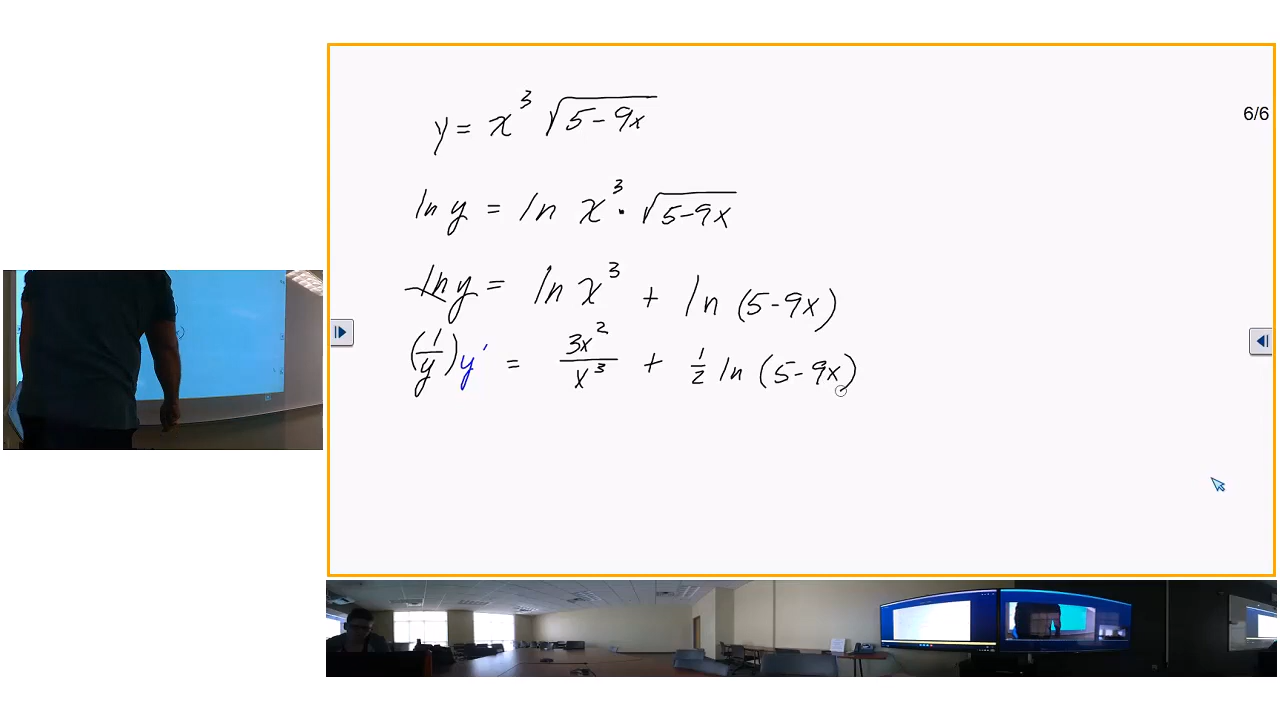 6/6
y = x³ √(5-9x)
ln y = ln x³ · √(5-9x)
ln y = ln x³ + ln (5-9x)
(1/y) y' = 3x²/x³ + 1/2 ln (5-9x)